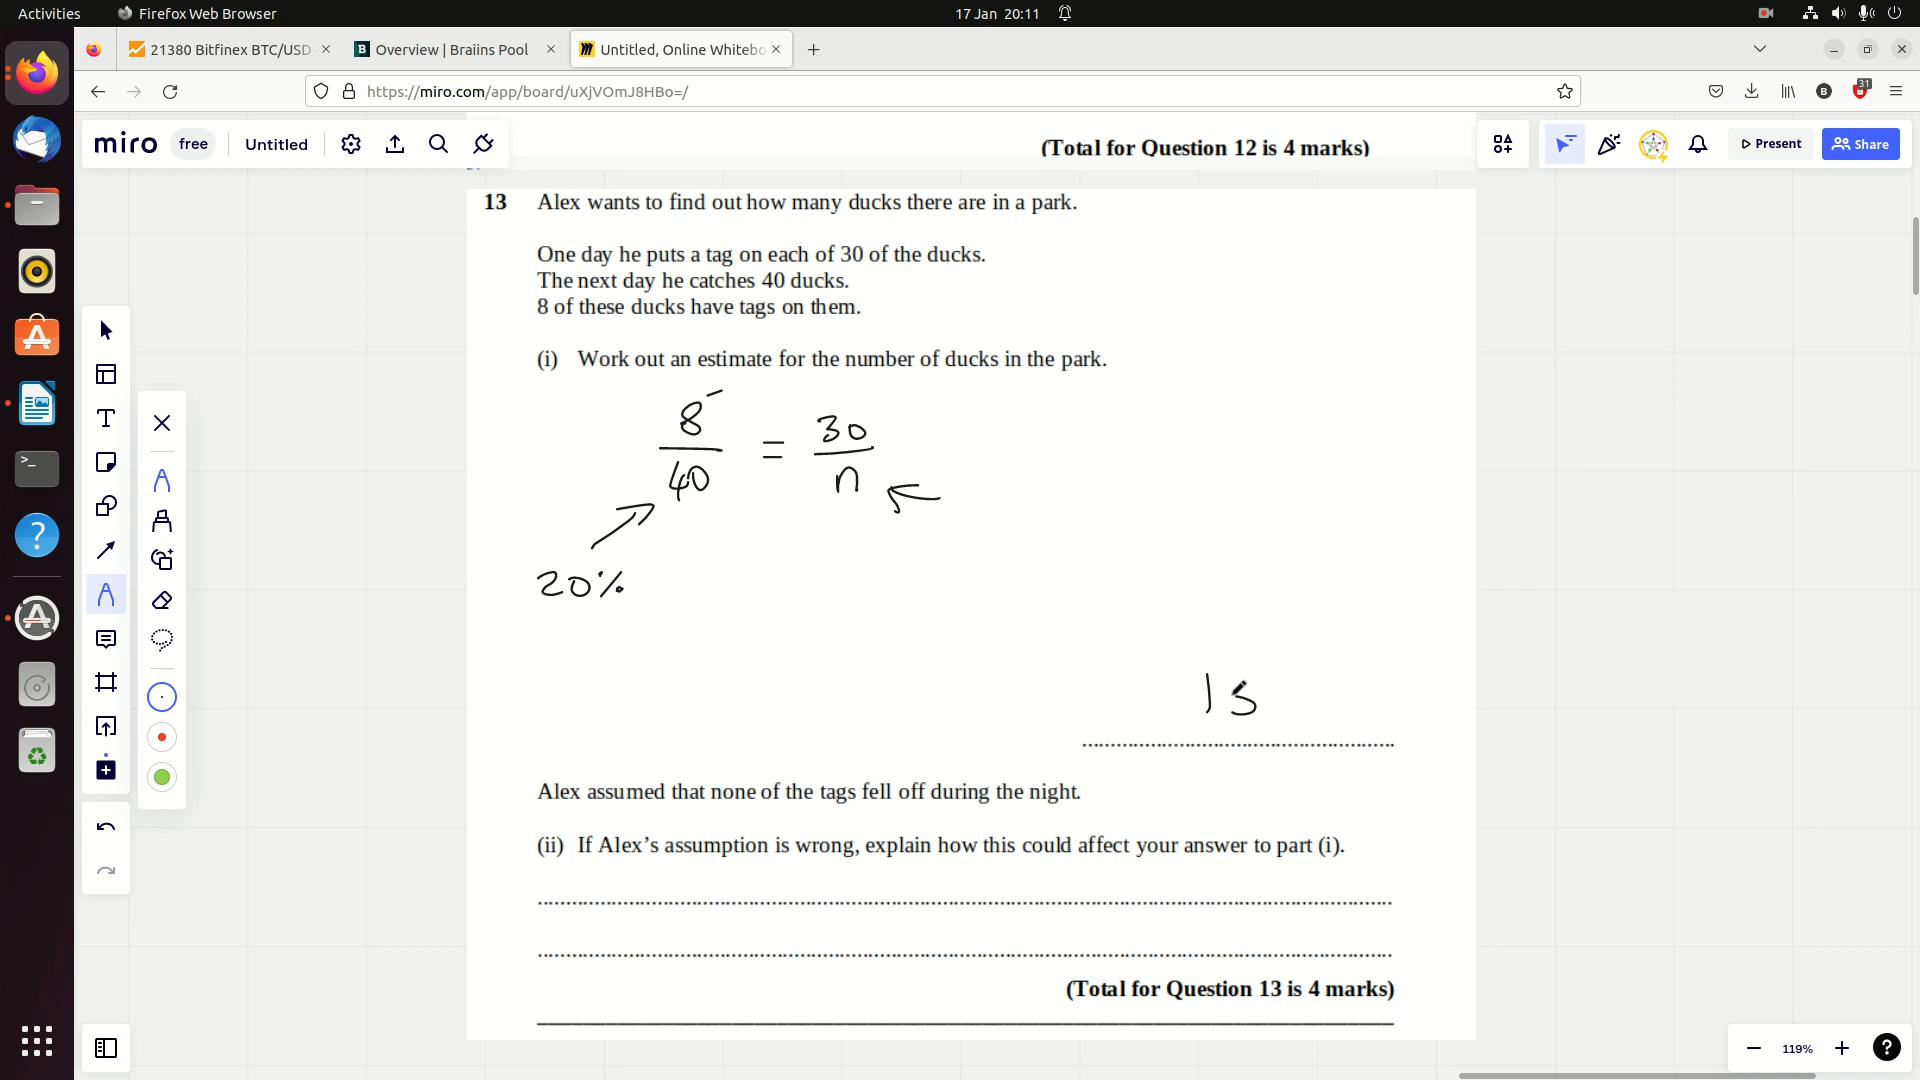 Activities
Firefox Web Browser
17 Jan 20:11
21380 Bitfinex BTC/USD
Overview | Braiins Pool
Untitled, Online Whitebo
https://miro.com/app/board/uXjVOmJ8HBo=/
31
miro free Untitled
Present
Share
(Total for Question 12 is 4 marks)
13 Alex wants to find out how many ducks there are in a park.
One day he puts a tag on each of 30 of the ducks.
The next day he catches 40 ducks.
8 of these ducks have tags on them.
(i) Work out an estimate for the number of ducks in the park.
8 30
=
40 n
20%
15
Alex assumed that none of the tags fell off during the night.
(ii) If Alex’s assumption is wrong, explain how this could affect your answer to part (i).
(Total for Question 13 is 4 marks)
119%